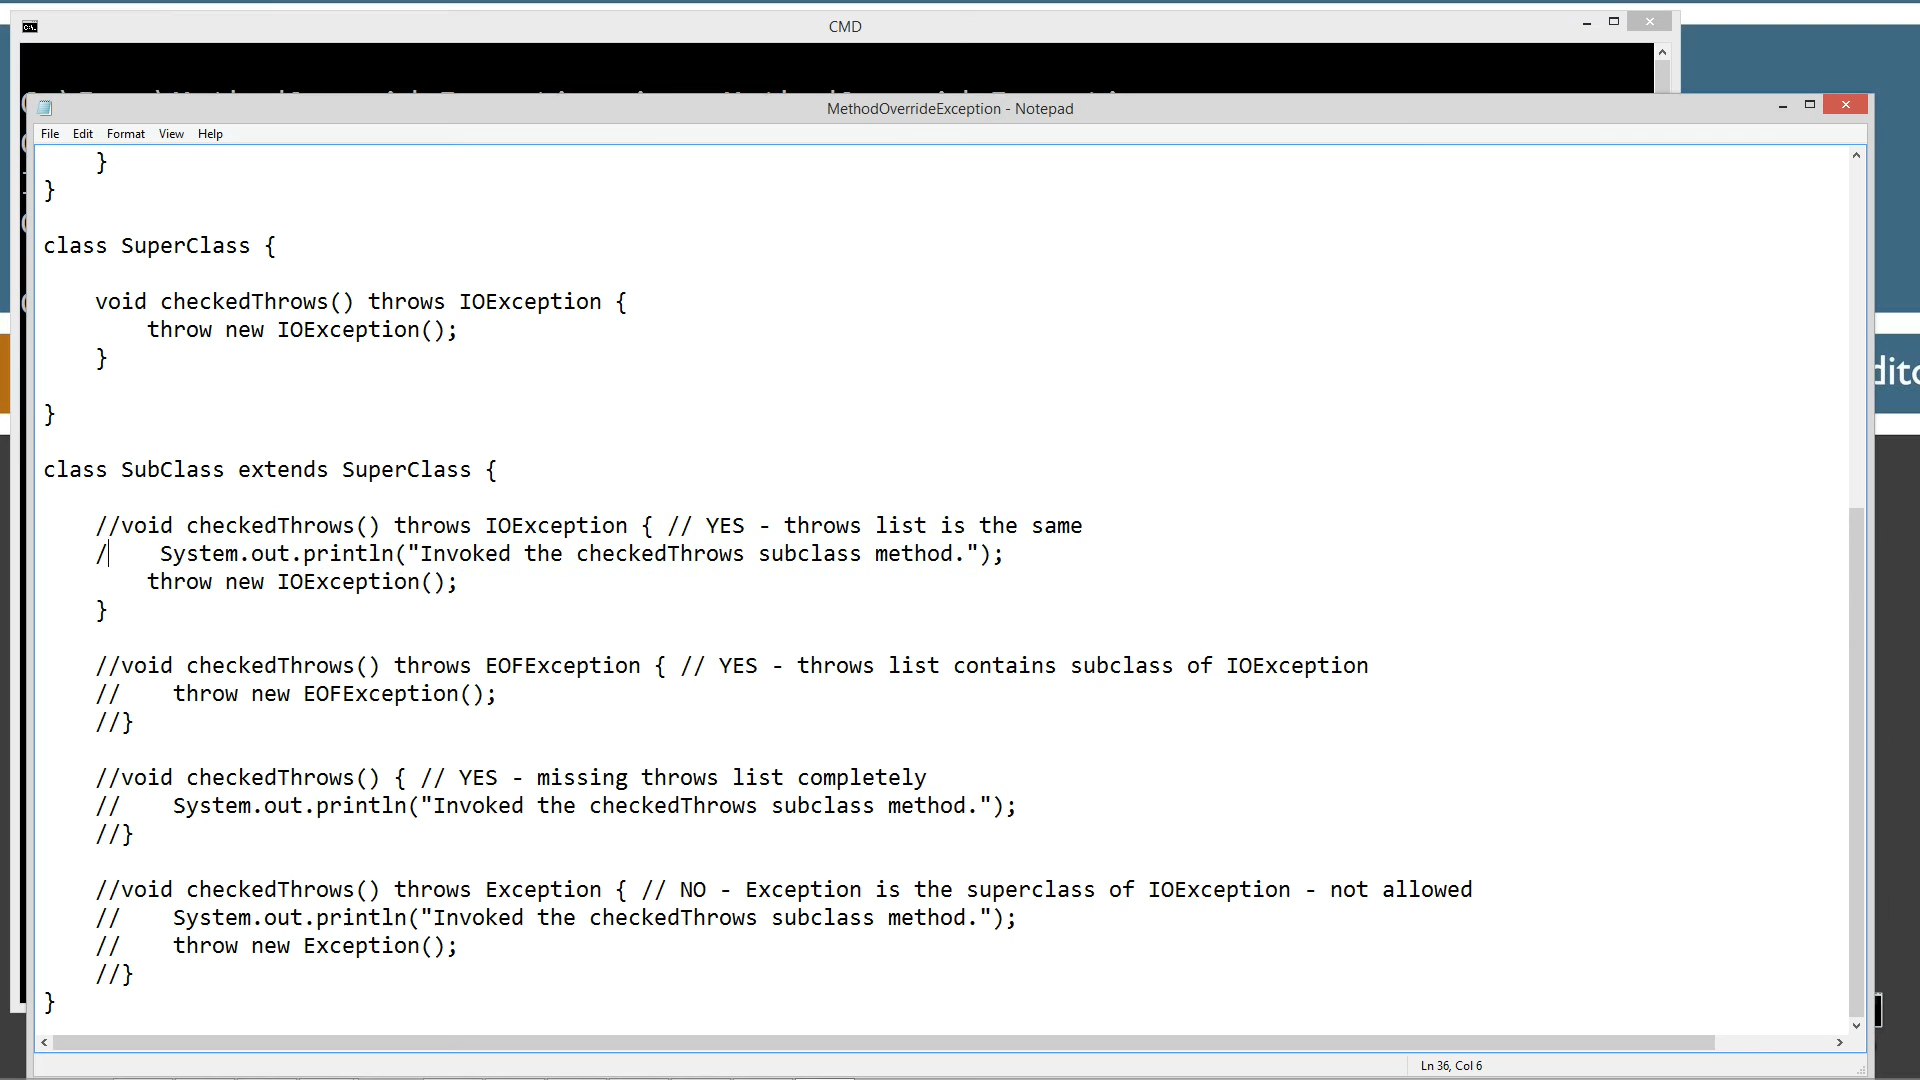 CMD
MethodOverrideException - Notepad
File Edit Format View Help
}
}
class SuperClass {
void checkedThrows() throws IOException {
throw new IOException();
}
}
class SubClass extends SuperClass {
//void checkedThrows() throws IOException { // YES - throws list is the same
/ System.out.println("Invoked the checkedThrows subclass method.");
throw new IOException();
}
//void checkedThrows() throws EOFException { // YES - throws list contains subclass of IOException
// throw new EOFException();
//}
//void checkedThrows() { // YES - missing throws list completely
// System.out.println("Invoked the checkedThrows subclass method.");
//}
//void checkedThrows() throws Exception { // NO - Exception is the superclass of IOException - not allowed
// System.out.println("Invoked the checkedThrows subclass method.");
// throw new Exception();
//}
}
Ln 36, Col 6